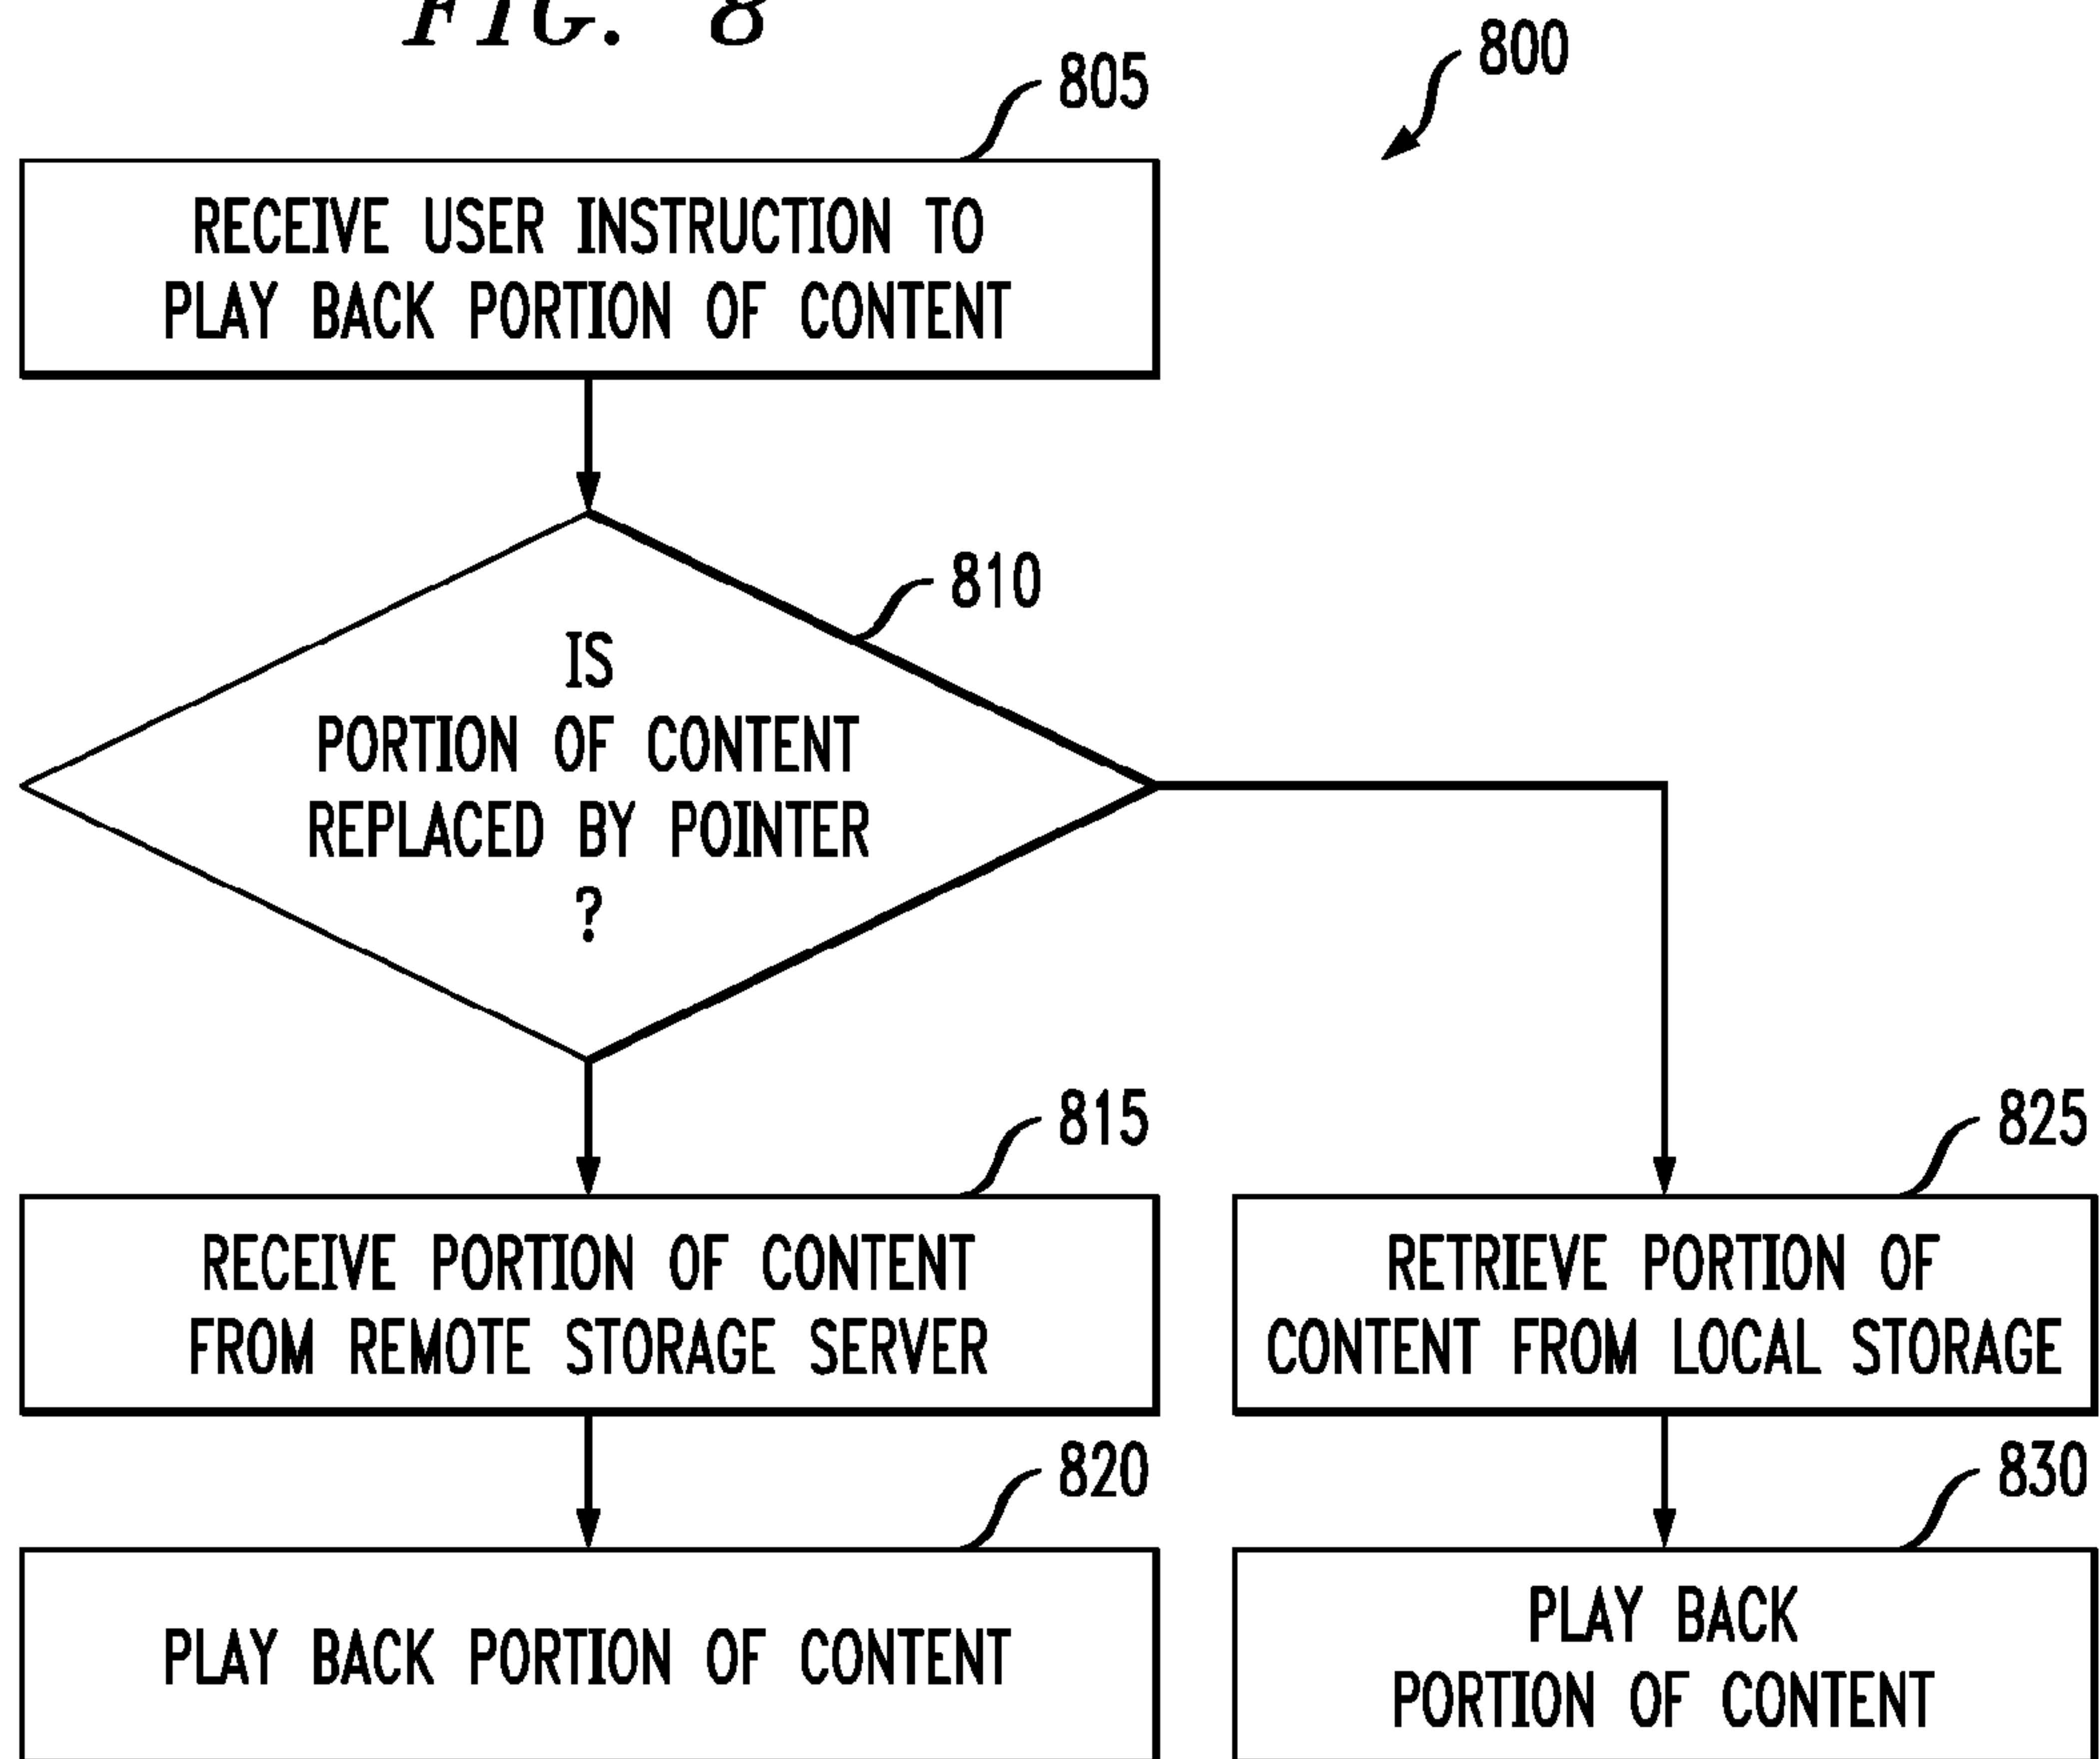 FIG. 8
800
805
RECEIVE USER INSTRUCTION TO
PLAY BACK PORTION OF CONTENT
810
IS
PORTION OF CONTENT
REPLACED BY POINTER
?
815
RECEIVE PORTION OF CONTENT
FROM REMOTE STORAGE SERVER
825
RETRIEVE PORTION OF
CONTENT FROM LOCAL STORAGE
820
PLAY BACK PORTION OF CONTENT
830
PLAY BACK
PORTION OF CONTENT